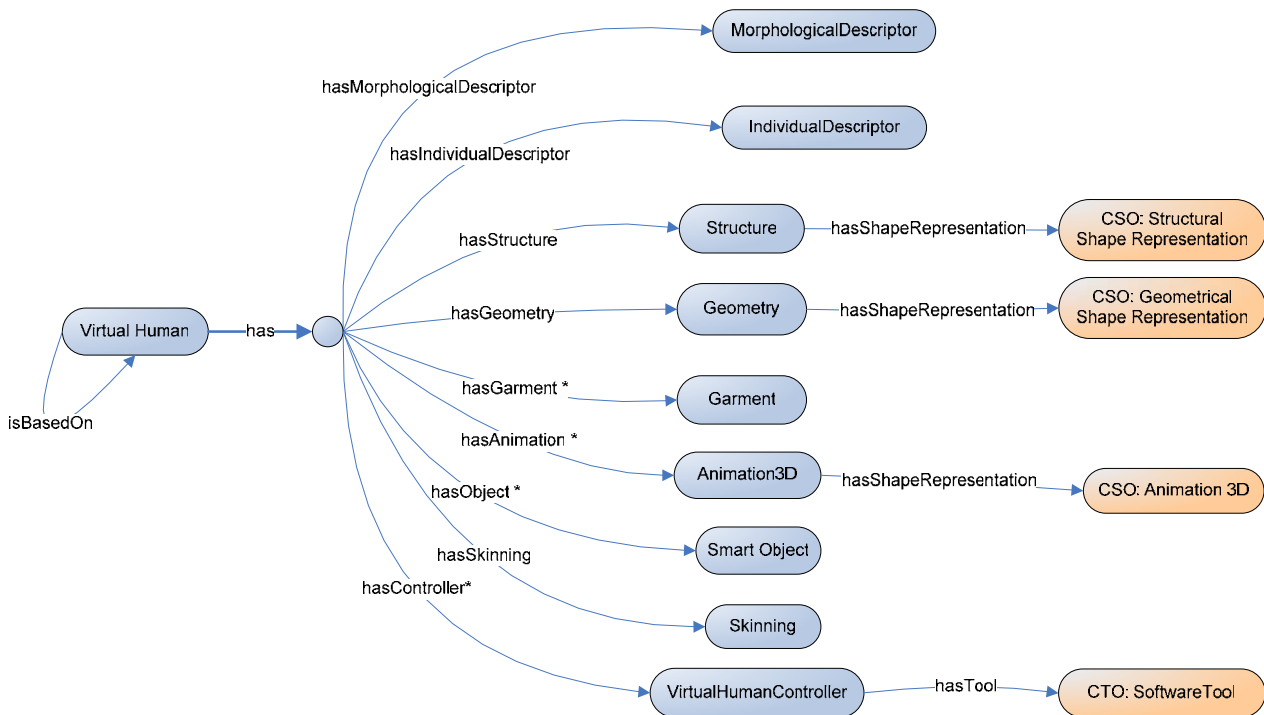 MorphologicalDescriptor
hasMorphologicalDescriptor
IndividualDescriptor
hasIndividualDescriptor
CSO: Structural
Shape Representation
Structure
hasShapeRepresentation
hasStructure
CSO: Geometrical
Shape Representation
Geometry
hasShapeRepresentation
hasGeometry
Virtual Human
has
isBasedOn
hasGarment *
Garment
hasAnimation *
Animation3D
hasShapeRepresentation
CSO: Animation 3D
hasObject *
Smart Object
hasSkinning
Skinning
hasController*
VirtualHumanController
hasTool
CTO: SoftwareTool